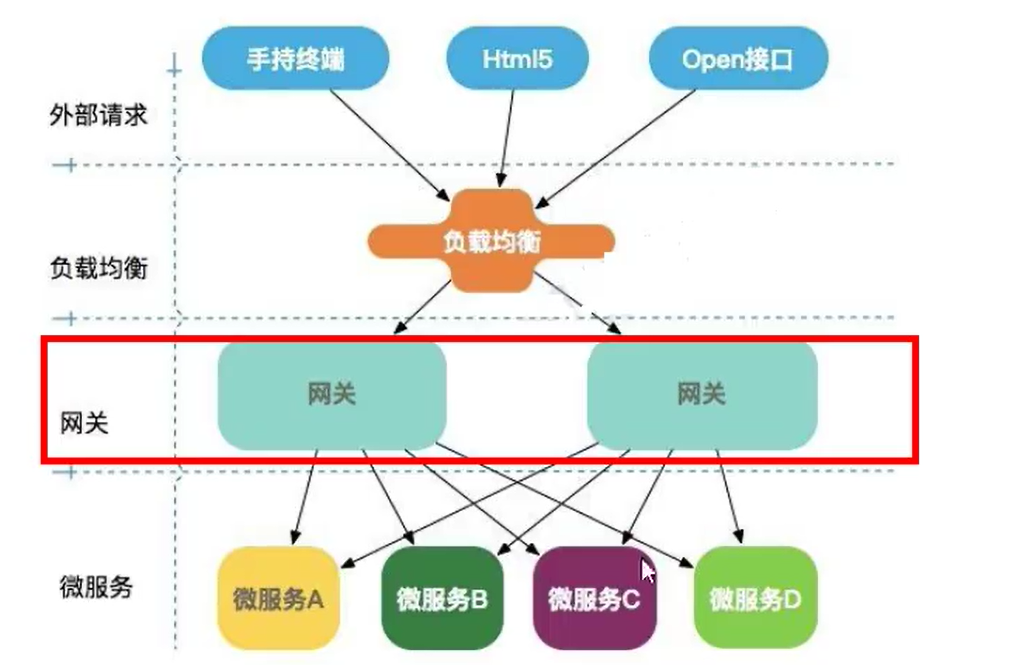 手持终端
Html5
Open接口
外部请求
负载均衡
负载均衡
网关
网关
网关
微服务
微服务A
微服务B
微服务C
微服务D